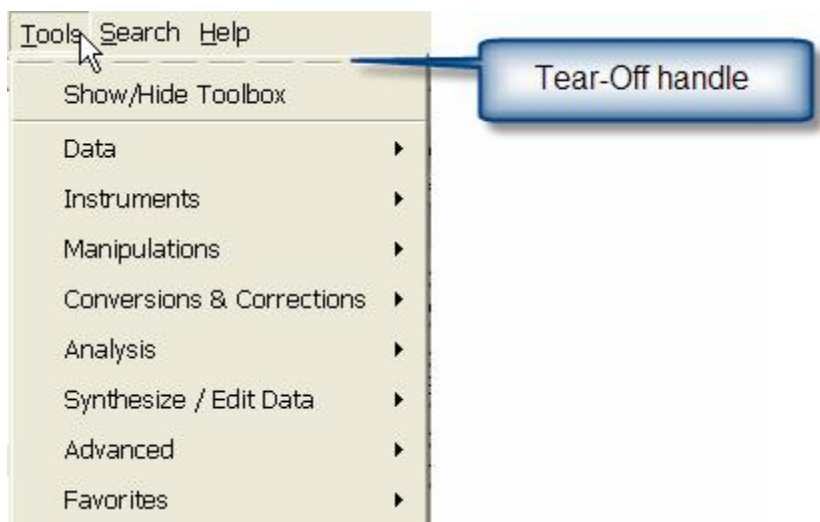 Tools Search Help
Tear-Off handle
Show/Hide Toolbox
Data
Instruments
Manipulations
Conversions & Corrections
Analysis
Synthesize / Edit Data
Advanced
Favorites